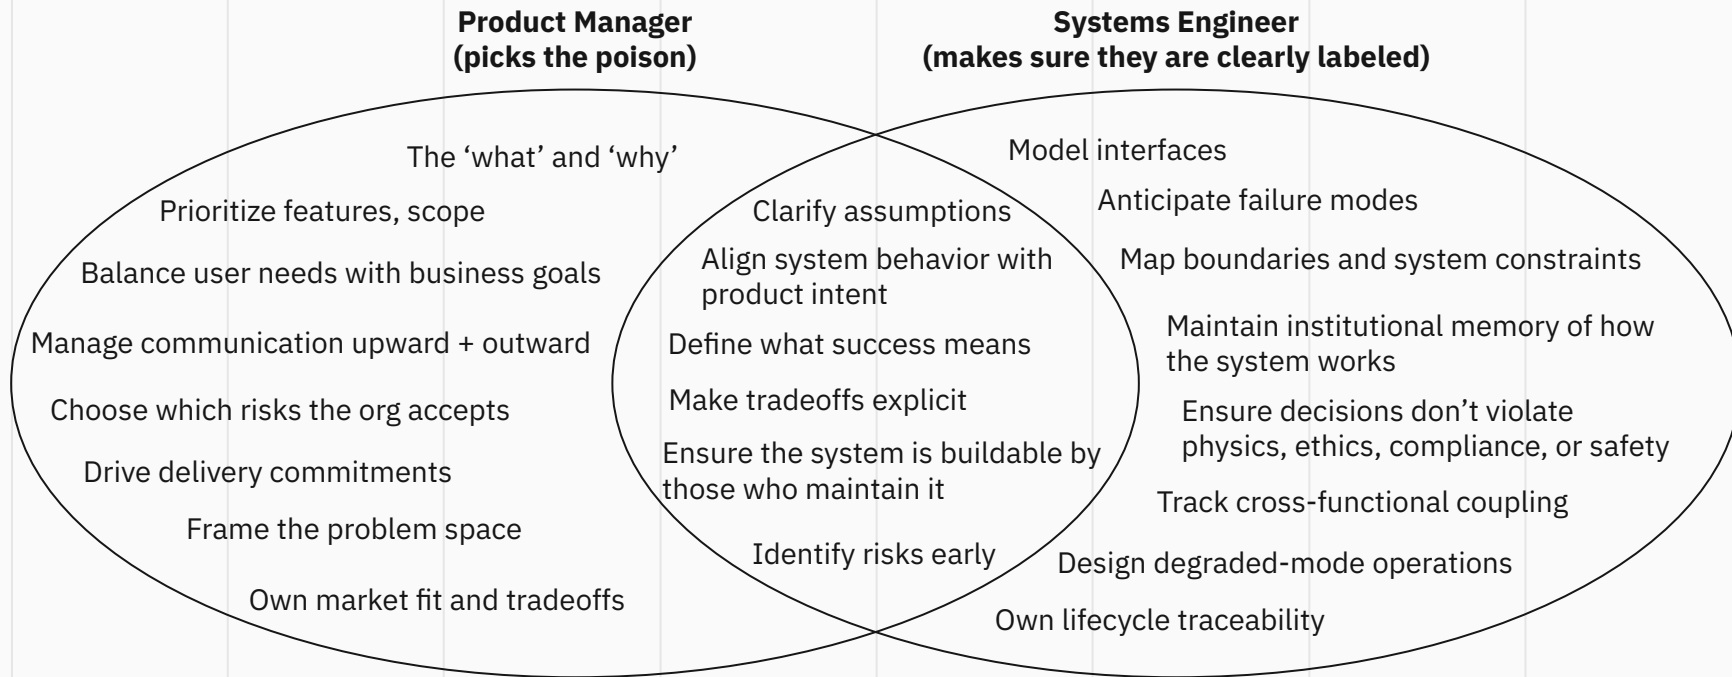 Product Manager
(picks the poison)
The ‘what’ and ‘why’
Prioritize features, scope
Balance user needs with business goals
Manage communication upward + outward
Choose which risks the org accepts
Drive delivery commitments
Frame the problem space
Own market fit and tradeoffs
Clarify assumptions
Align system behavior with
product intent
Define what success means
Make tradeoffs explicit
Ensure the system is buildable by
those who maintain it
Identify risks early
Systems Engineer
(makes sure they are clearly labeled)
Model interfaces
Anticipate failure modes
Map boundaries and system constraints
Maintain institutional memory of how
the system works
Ensure decisions don’t violate
physics, ethics, compliance, or safety
Track cross-functional coupling
Design degraded-mode operations
Own lifecycle traceability